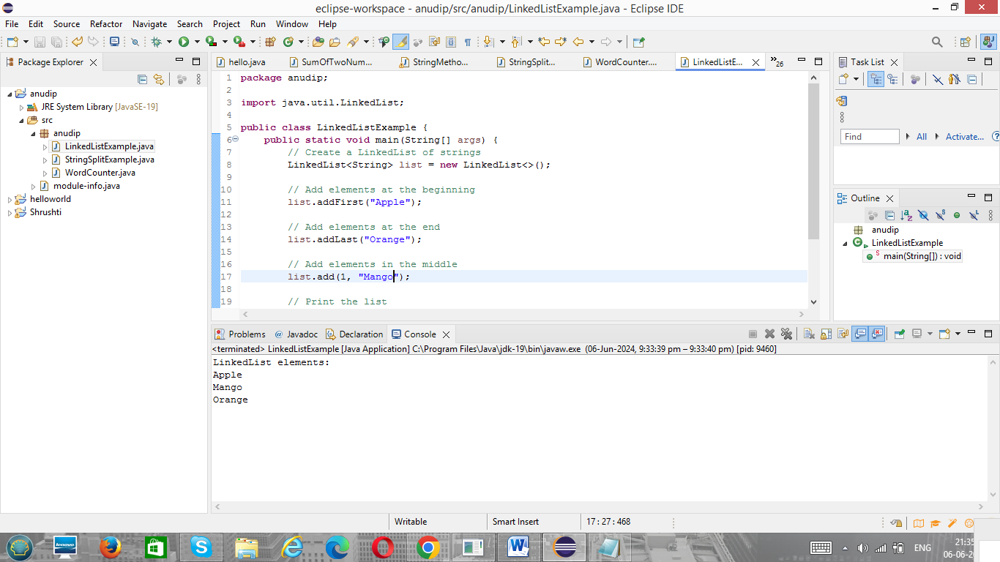 eclipse-workspace - anudip/src/anudip/LinkedListExample.java - Eclipse IDE
File Edit Source Refactor Navigate Search Project Run Window Help
Package Explorer
anudip
JRE System Library [JavaSE-19]
src
anudip
LinkedListExample.java
StringSplitExample.java
WordCounter.java
module-info.java
helloworld
Shrushti
hello.java SumOfTwoNum... StringMetho... StringSplit... WordCounter.... LinkedListE... »26
1 package anudip;
2
3 import java.util.LinkedList;
4
5 public class LinkedListExample {
6 public static void main(String[] args) {
7 // Create a LinkedList of strings
8 LinkedList<String> list = new LinkedList<>();
9
10 // Add elements at the beginning
11 list.addFirst("Apple");
12
13 // Add elements at the end
14 list.addLast("Orange");
15
16 // Add elements in the middle
17 list.add(1, "Mango");
18
19 // Print the list
Task List
Find All Activate...
Outline
anudip
LinkedListExample
main(String[]) : void
Problems @ Javadoc Declaration Console
<terminated> LinkedListExample [Java Application] C:\Program Files\Java\jdk-19\bin\javaw.exe (06-Jun-2024, 9:33:39 pm – 9:33:40 pm) [pid: 9460]
LinkedList elements:
Apple
Mango
Orange
Writable Smart Insert 17 : 27 : 468
lenovo
ENG
21:35
06-06-20